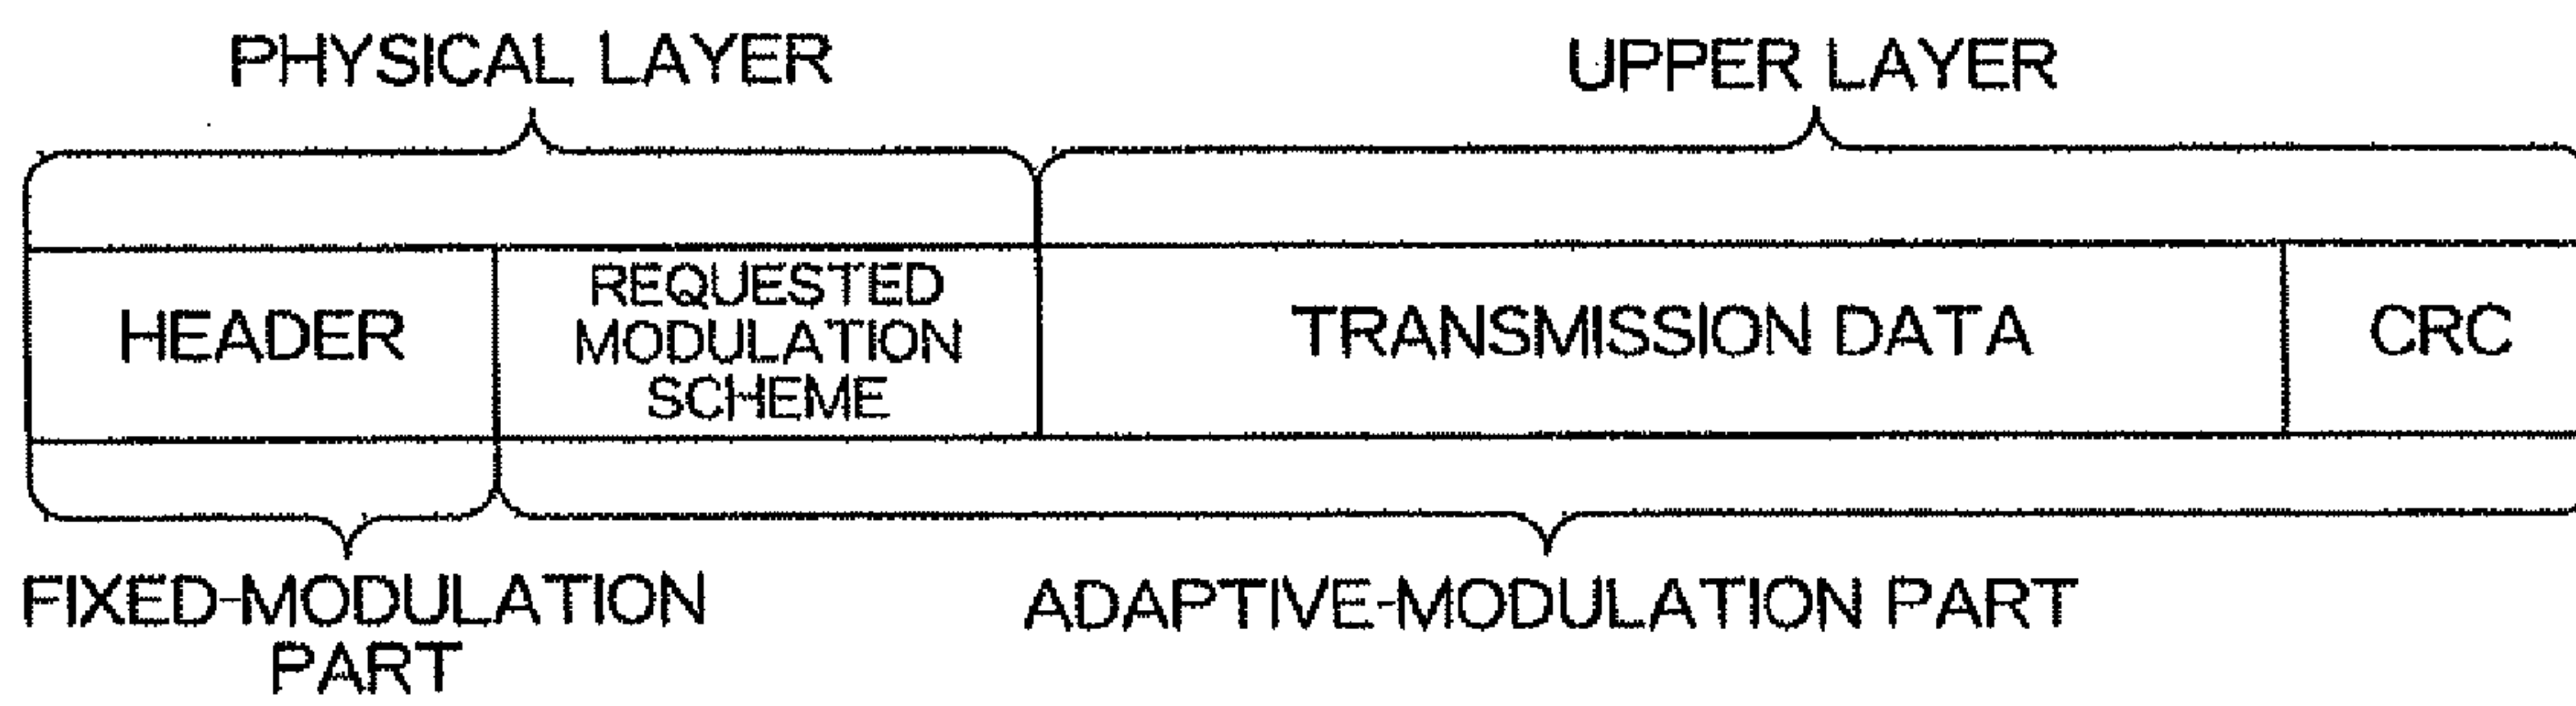 PHYSICAL LAYER
UPPER LAYER
HEADER
REQUESTED
MODULATION
SCHEME
TRANSMISSION DATA
CRC
FIXED-MODULATION
PART
ADAPTIVE-MODULATION PART